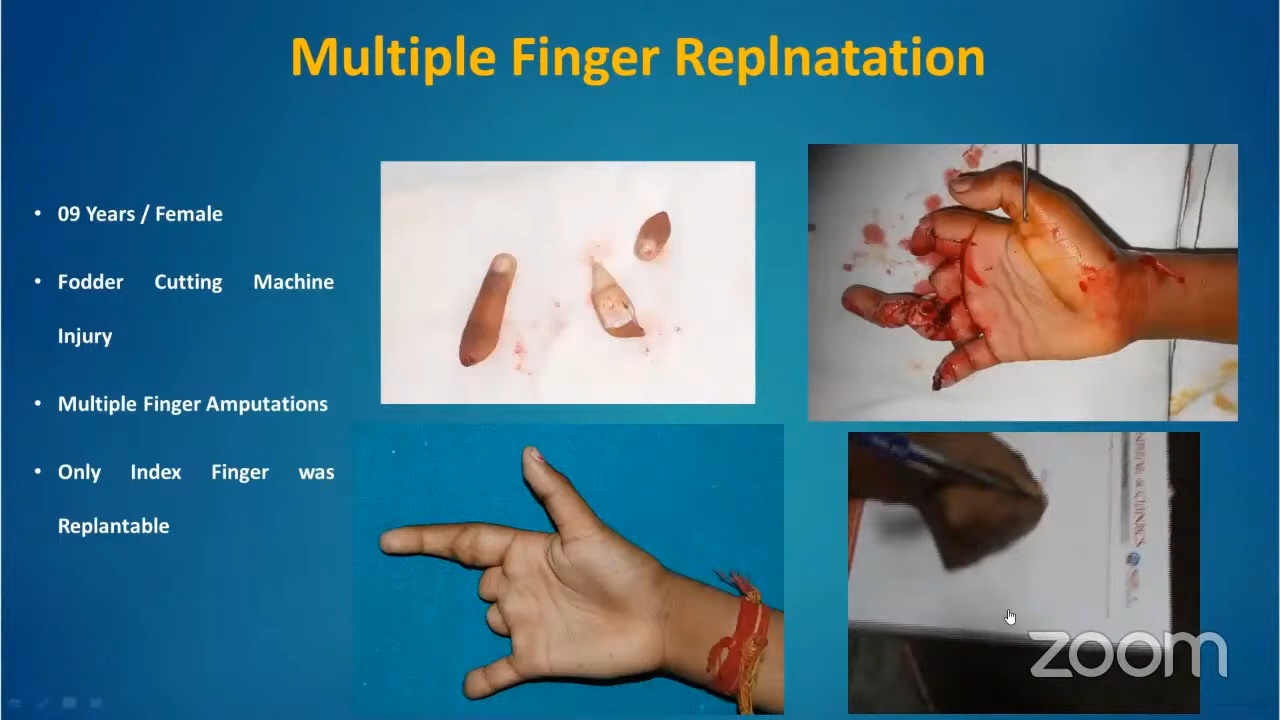 Multiple Finger Replnatation
• 09 Years / Female
• Fodder Cutting Machine
Injury
• Multiple Finger Amputations
• Only Index Finger was
Replantable
zoom